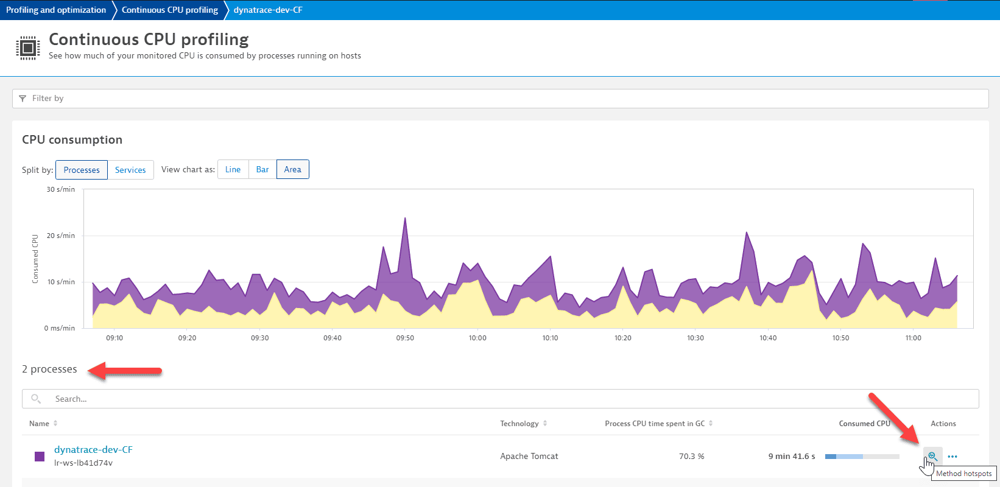 Profiling and optimization Continuous CPU profiling dynatrace-dev-CF
Continuous CPU profiling
See how much of your monitored CPU is consumed by processes running on hosts
Filter by
CPU consumption
Split by: Processes Services View chart as: Line Bar Area
30 s/min
20 s/min
10 s/min
0 ms/min
Consumed CPU
09:10 09:20 09:30 09:40 09:50 10:00 10:10 10:20 10:30 10:40 10:50 11:00
2 processes
Search...
Name Technology Process CPU time spent in GC Consumed CPU Actions
dynatrace-dev-CF
lr-ws-lb41d74v
Apache Tomcat 70.3 % 9 min 41.6 s
Method hotspots